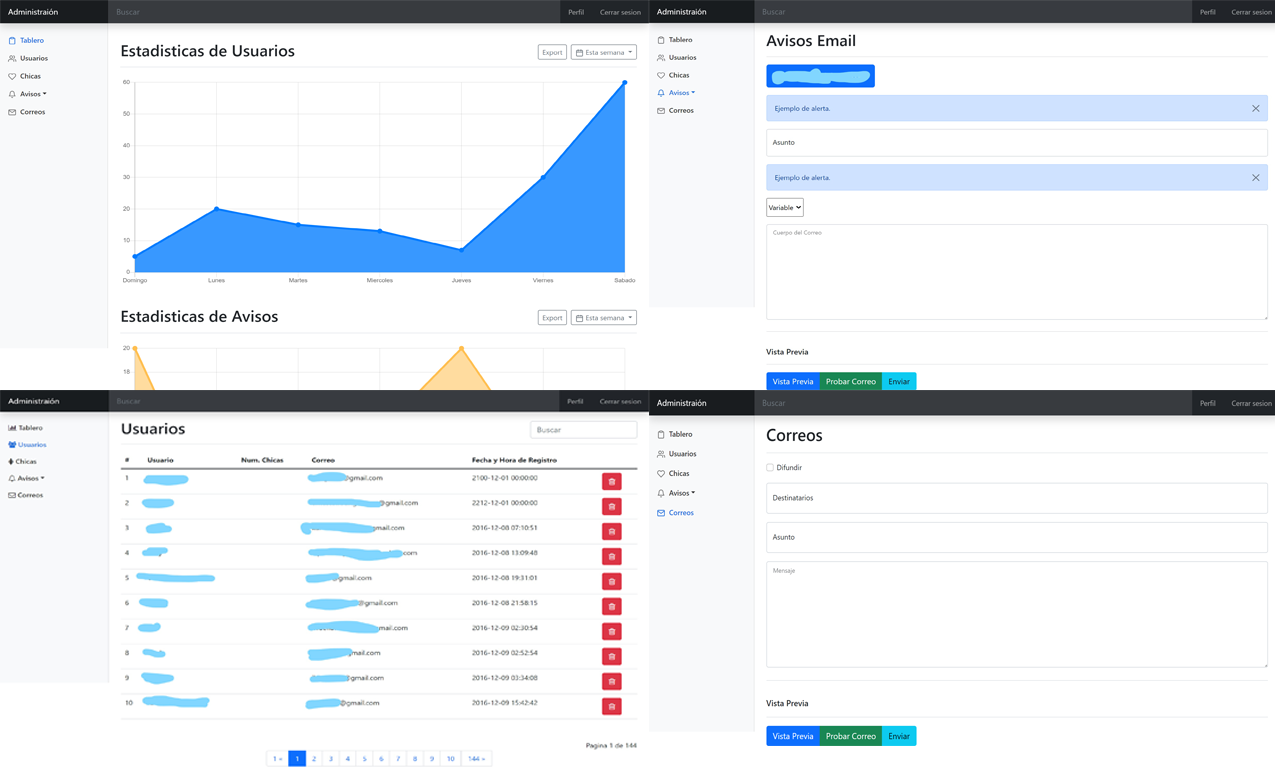 Administraión
Buscar
Perfil
Cerrar sesion
Tablero
Usuarios
Chicas
Avisos
Correos
Estadisticas de Usuarios
Export
Esta semana
60
50
40
30
20
10
0
Domingo
Lunes
Martes
Miercoles
Jueves
Viernes
Sabado
Estadisticas de Avisos
Export
Esta semana
20
18
16
Administraión
Buscar
Perfil
Cerrar sesion
Tablero
Usuarios
Chicas
Avisos
Correos
Avisos Email
Ejemplo de alerta.
Asunto
Ejemplo de alerta.
Variable
Cuerpo del Correo
Vista Previa
Vista Previa
Probar Correo
Enviar
Administraión
Buscar
Perfil
Cerrar sesion
Tablero
Usuarios
Chicas
Avisos
Correos
Usuarios
Buscar
# Usuario Num. Chicas Correo Fecha y Hora de Registro
1 @gmail.com 2100-12-01 00:00:00
2 @gmail.com 2212-12-01 00:00:00
3 mail.com 2016-12-08 07:10:51
4 com 2016-12-08 13:09:48
5 @gmail.com 2016-12-08 19:31:01
6 @gmail.com 2016-12-08 21:58:15
7 mail.com 2016-12-09 02:30:54
8 mail.com 2016-12-09 02:52:54
9 @gmail.com 2016-12-09 03:34:08
10 @gmail.com 2016-12-09 15:42:42
Pagina 1 de 144
1 « 1 2 3 4 5 6 7 8 9 10 144 »
Administraión
Buscar
Perfil
Cerrar sesion
Tablero
Usuarios
Chicas
Avisos
Correos
Correos
Difundir
Destinatarios
Asunto
Mensaje
Vista Previa
Vista Previa
Probar Correo
Enviar